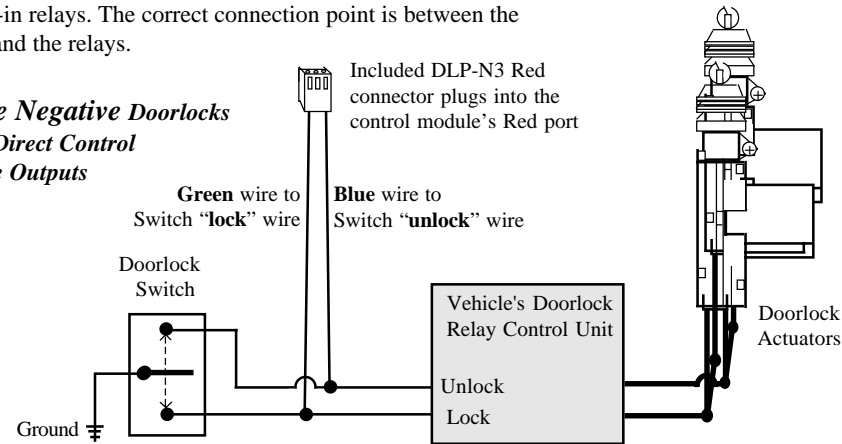 -in relays. The correct connection point is between the
and the relays.
Included DLP-N3 Red
connector plugs into the
control module's Red port
e Negative Doorlocks
Direct Control
e Outputs
Green wire to
Switch “lock” wire
Blue wire to
Switch “unlock” wire
Doorlock
Switch
Vehicle's Doorlock
Relay Control Unit
Doorlock
Actuators
Unlock
Lock
Ground